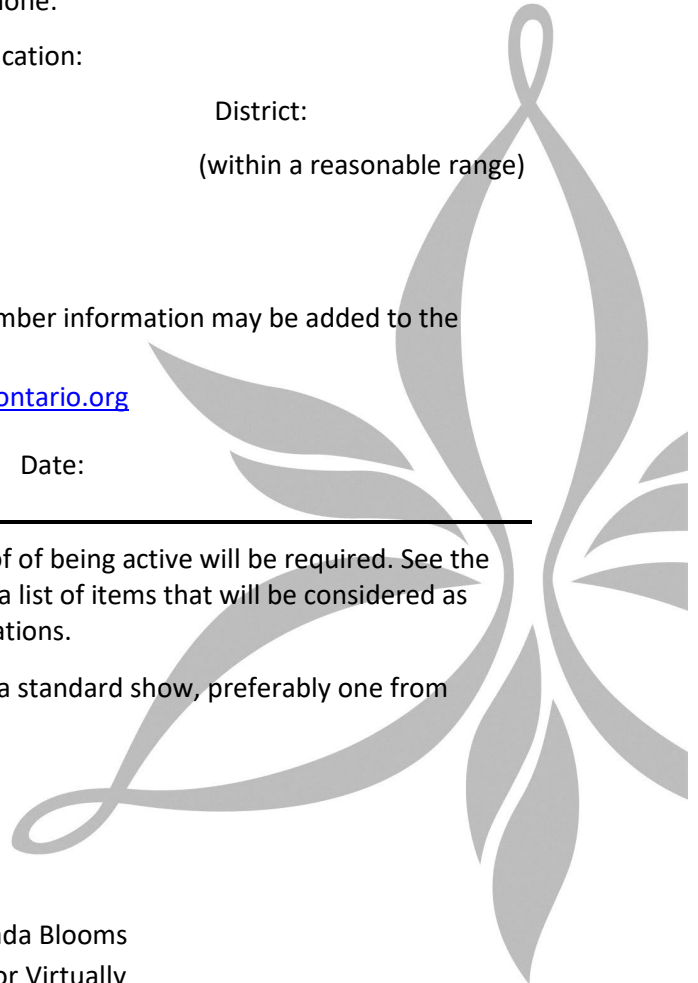 one:
cation:
District:
(within a reasonable range)
mber information may be added to the
ontario.org
Date:
f of being active will be required. See the
a list of items that will be considered as
ations.
a standard show, preferably one from
da Blooms
or Virtually